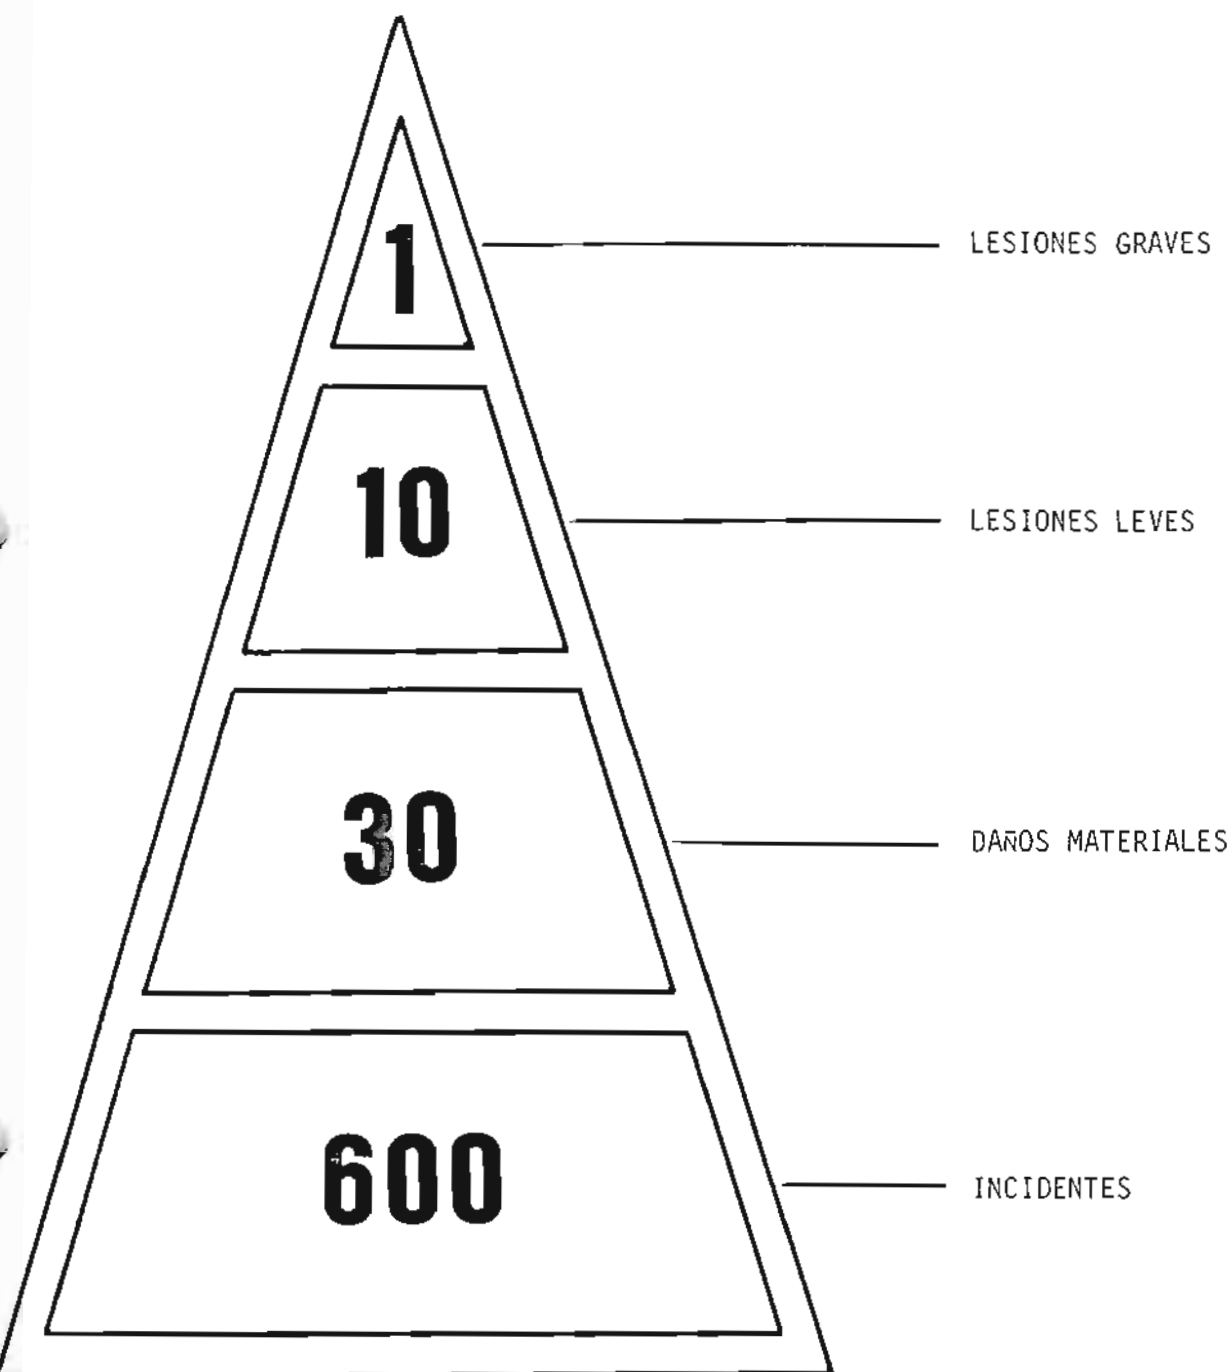 1
LESIONES GRAVES
10
LESIONES LEVES
30
DAÑOS MATERIALES
600
INCIDENTES